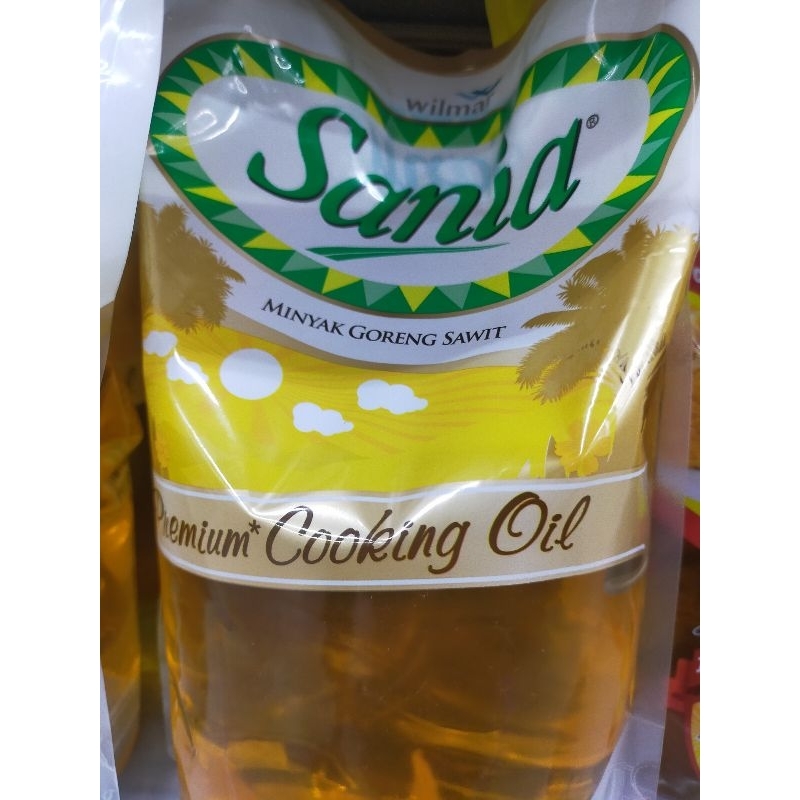 wilmar
Sania®
MINYAK GORENG SAWIT
Premium* Cooking Oil